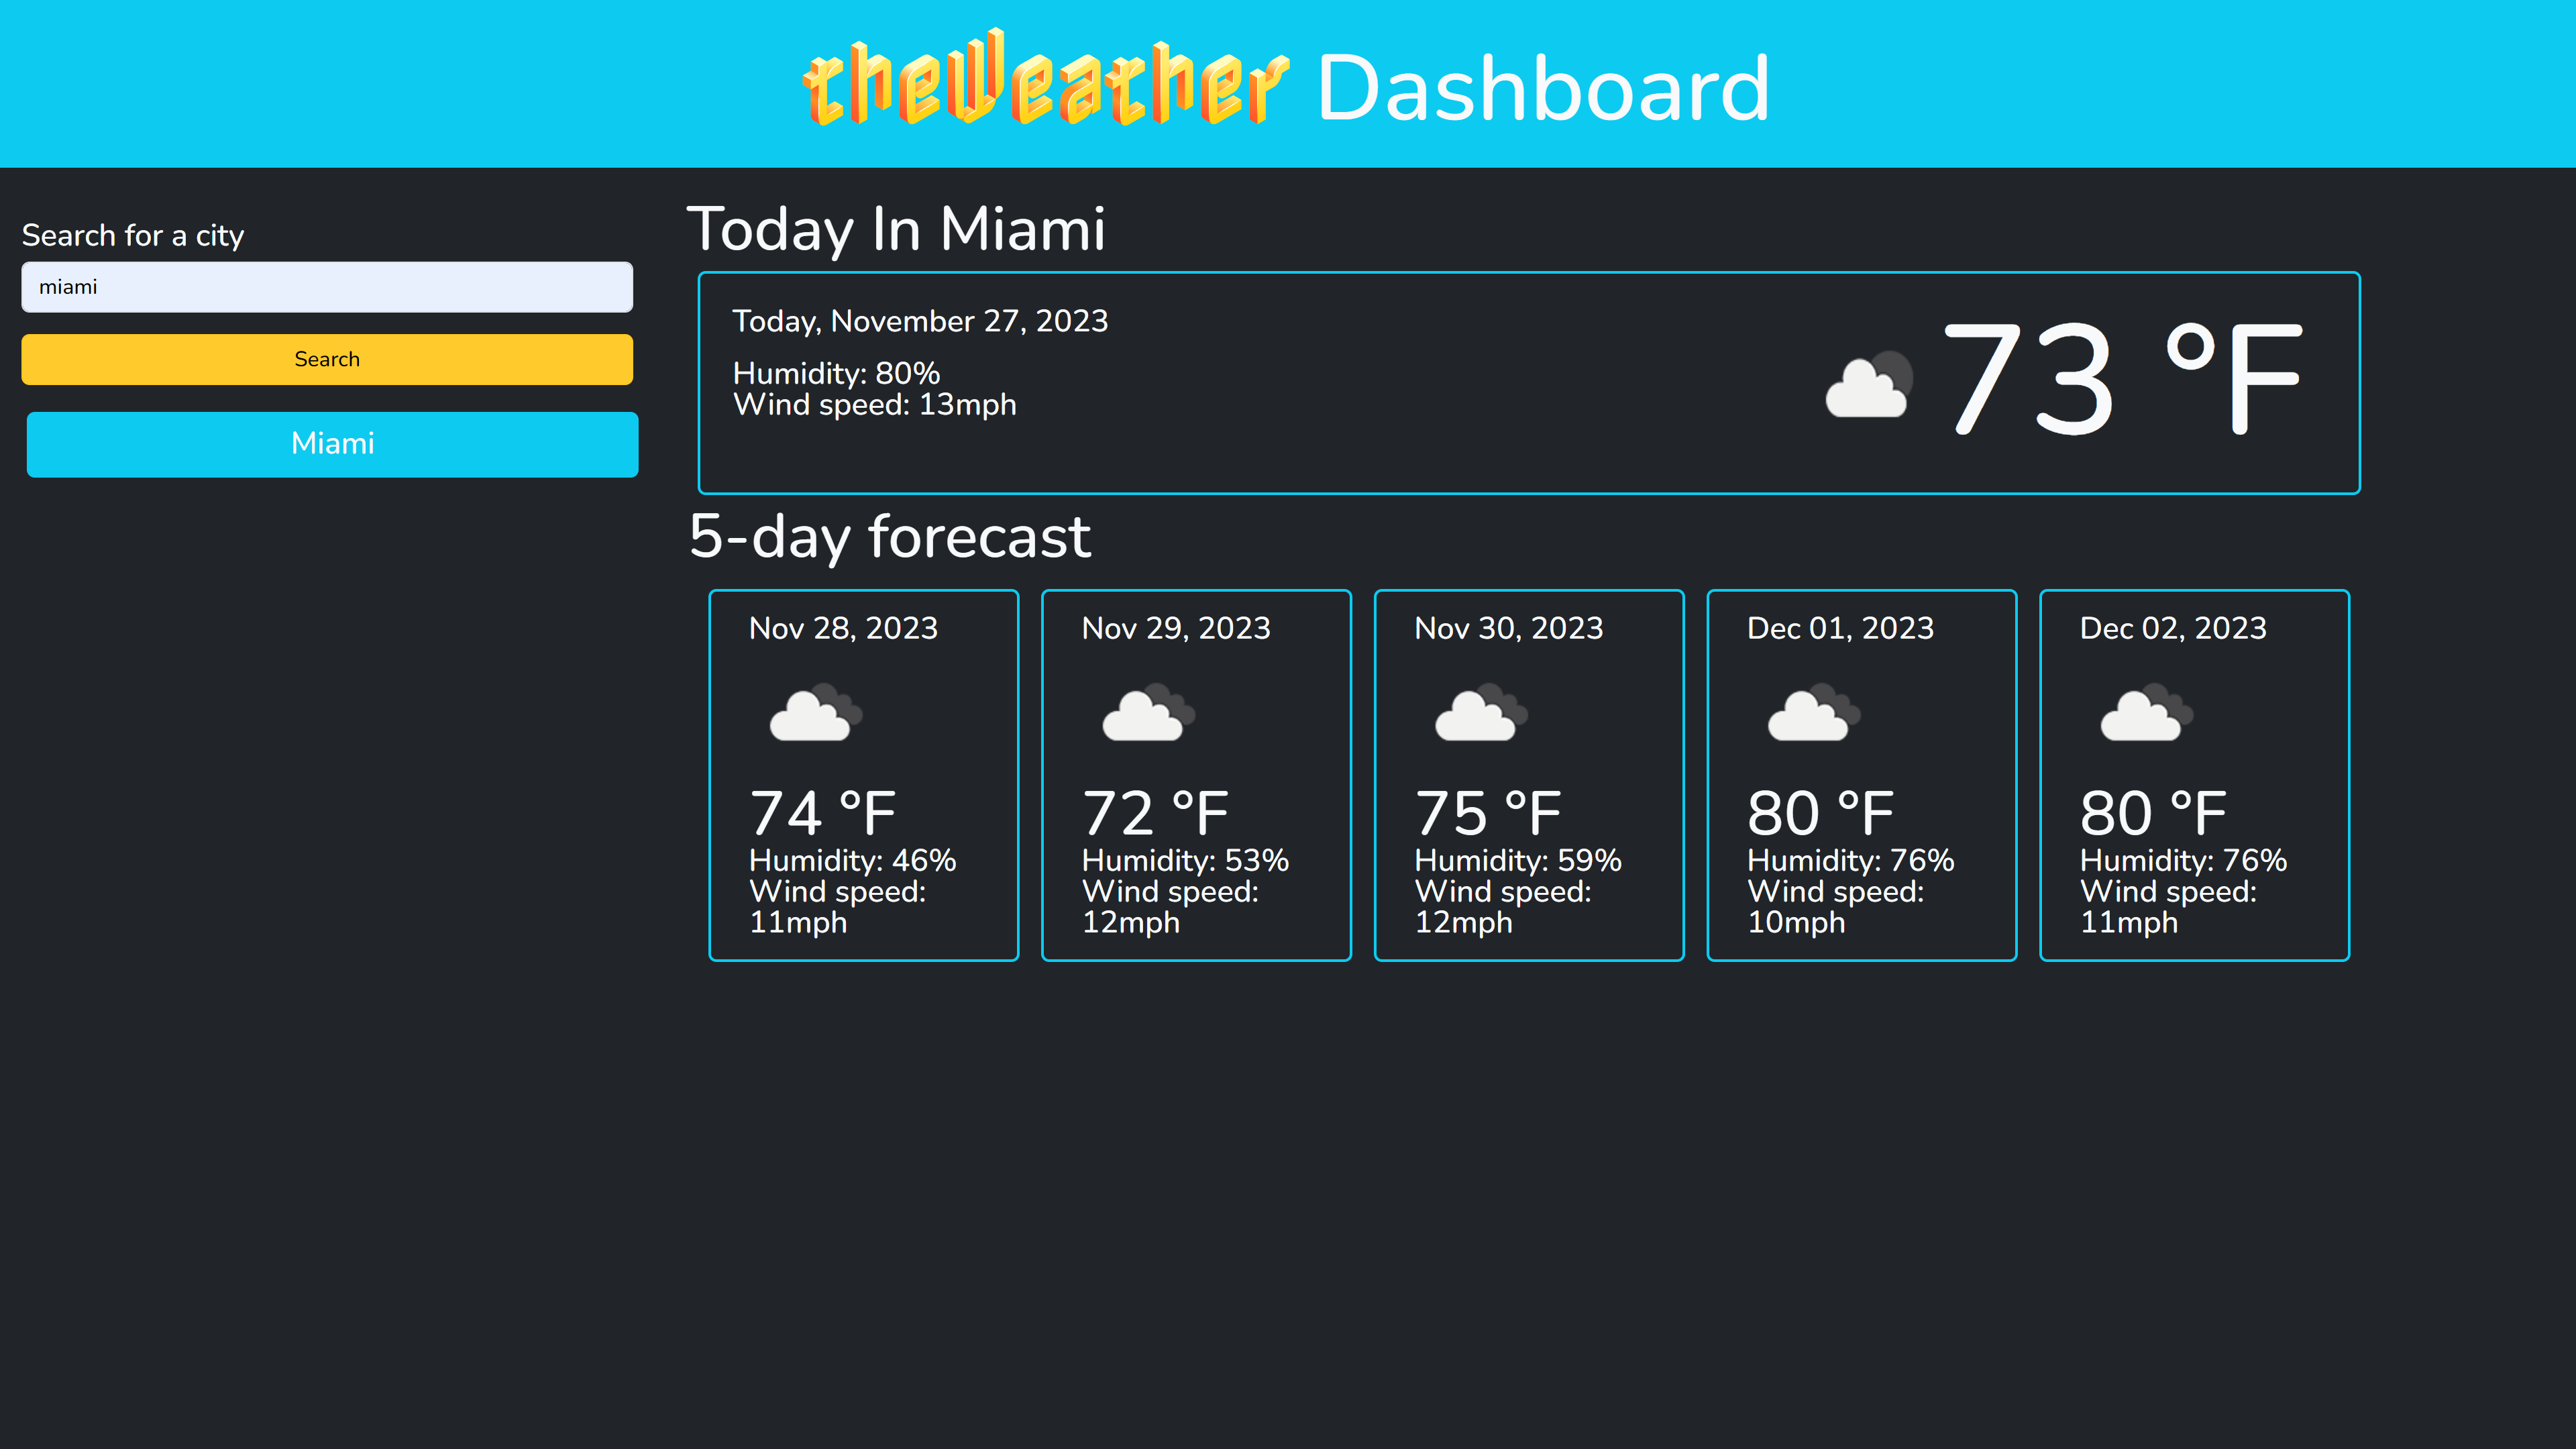 theWeather Dashboard
Search for a city
miami
Search
Miami
Today In Miami
Today, November 27, 2023
Humidity: 80%
Wind speed: 13mph
73 °F
5-day forecast
Nov 28, 2023
74 °F
Humidity: 46%
Wind speed:
11mph
Nov 29, 2023
72 °F
Humidity: 53%
Wind speed:
12mph
Nov 30, 2023
75 °F
Humidity: 59%
Wind speed:
12mph
Dec 01, 2023
80 °F
Humidity: 76%
Wind speed:
10mph
Dec 02, 2023
80 °F
Humidity: 76%
Wind speed:
11mph